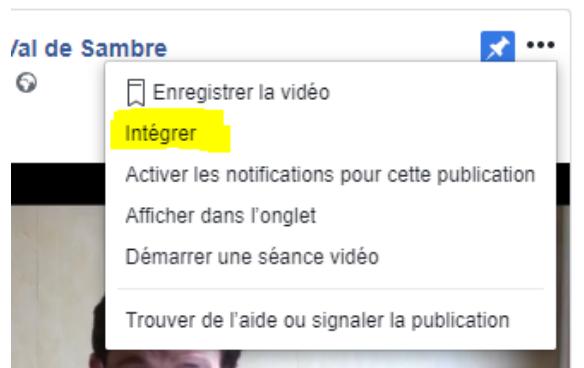 Val de Sambre
Enregistrer la vidéo
Intégrer
Activer les notifications pour cette publication
Afficher dans l'onglet
Démarrer une séance vidéo
Trouver de l'aide ou signaler la publication